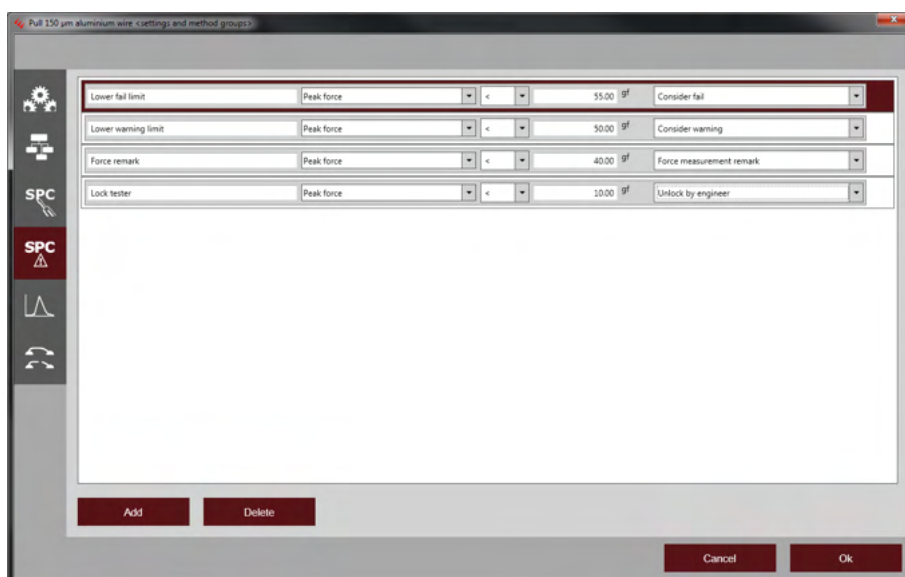 Pull 150 µm aluminium wire <settings and method groups>
Lower fail limit Peak force < 55.00 gf Consider fail
Lower warning limit Peak force < 50.00 gf Consider warning
Force remark Peak force < 40.00 gf Force measurement remark
Lock tester Peak force < 10.00 gf Unlock by engineer
SPC
SPC
Add Delete
Cancel Ok